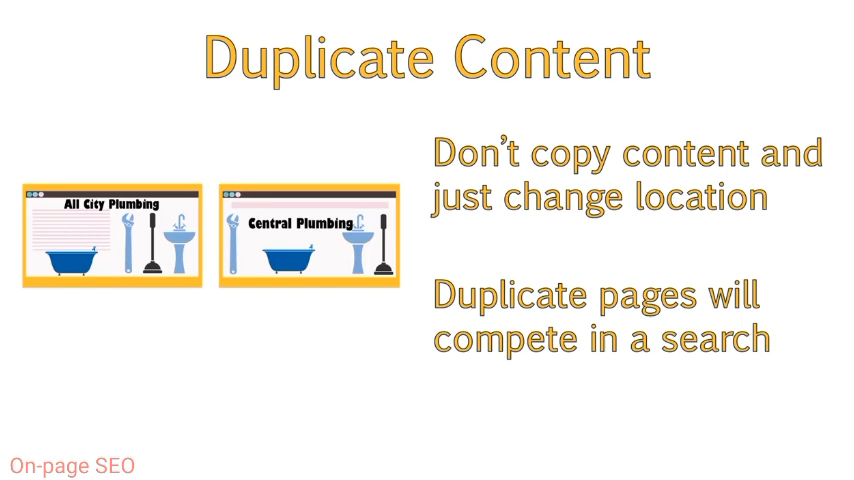 Duplicate Content
All City Plumbing
Central Plumbing
Don't copy content and
just change location
Duplicate pages will
compete in a search
On-page SEO